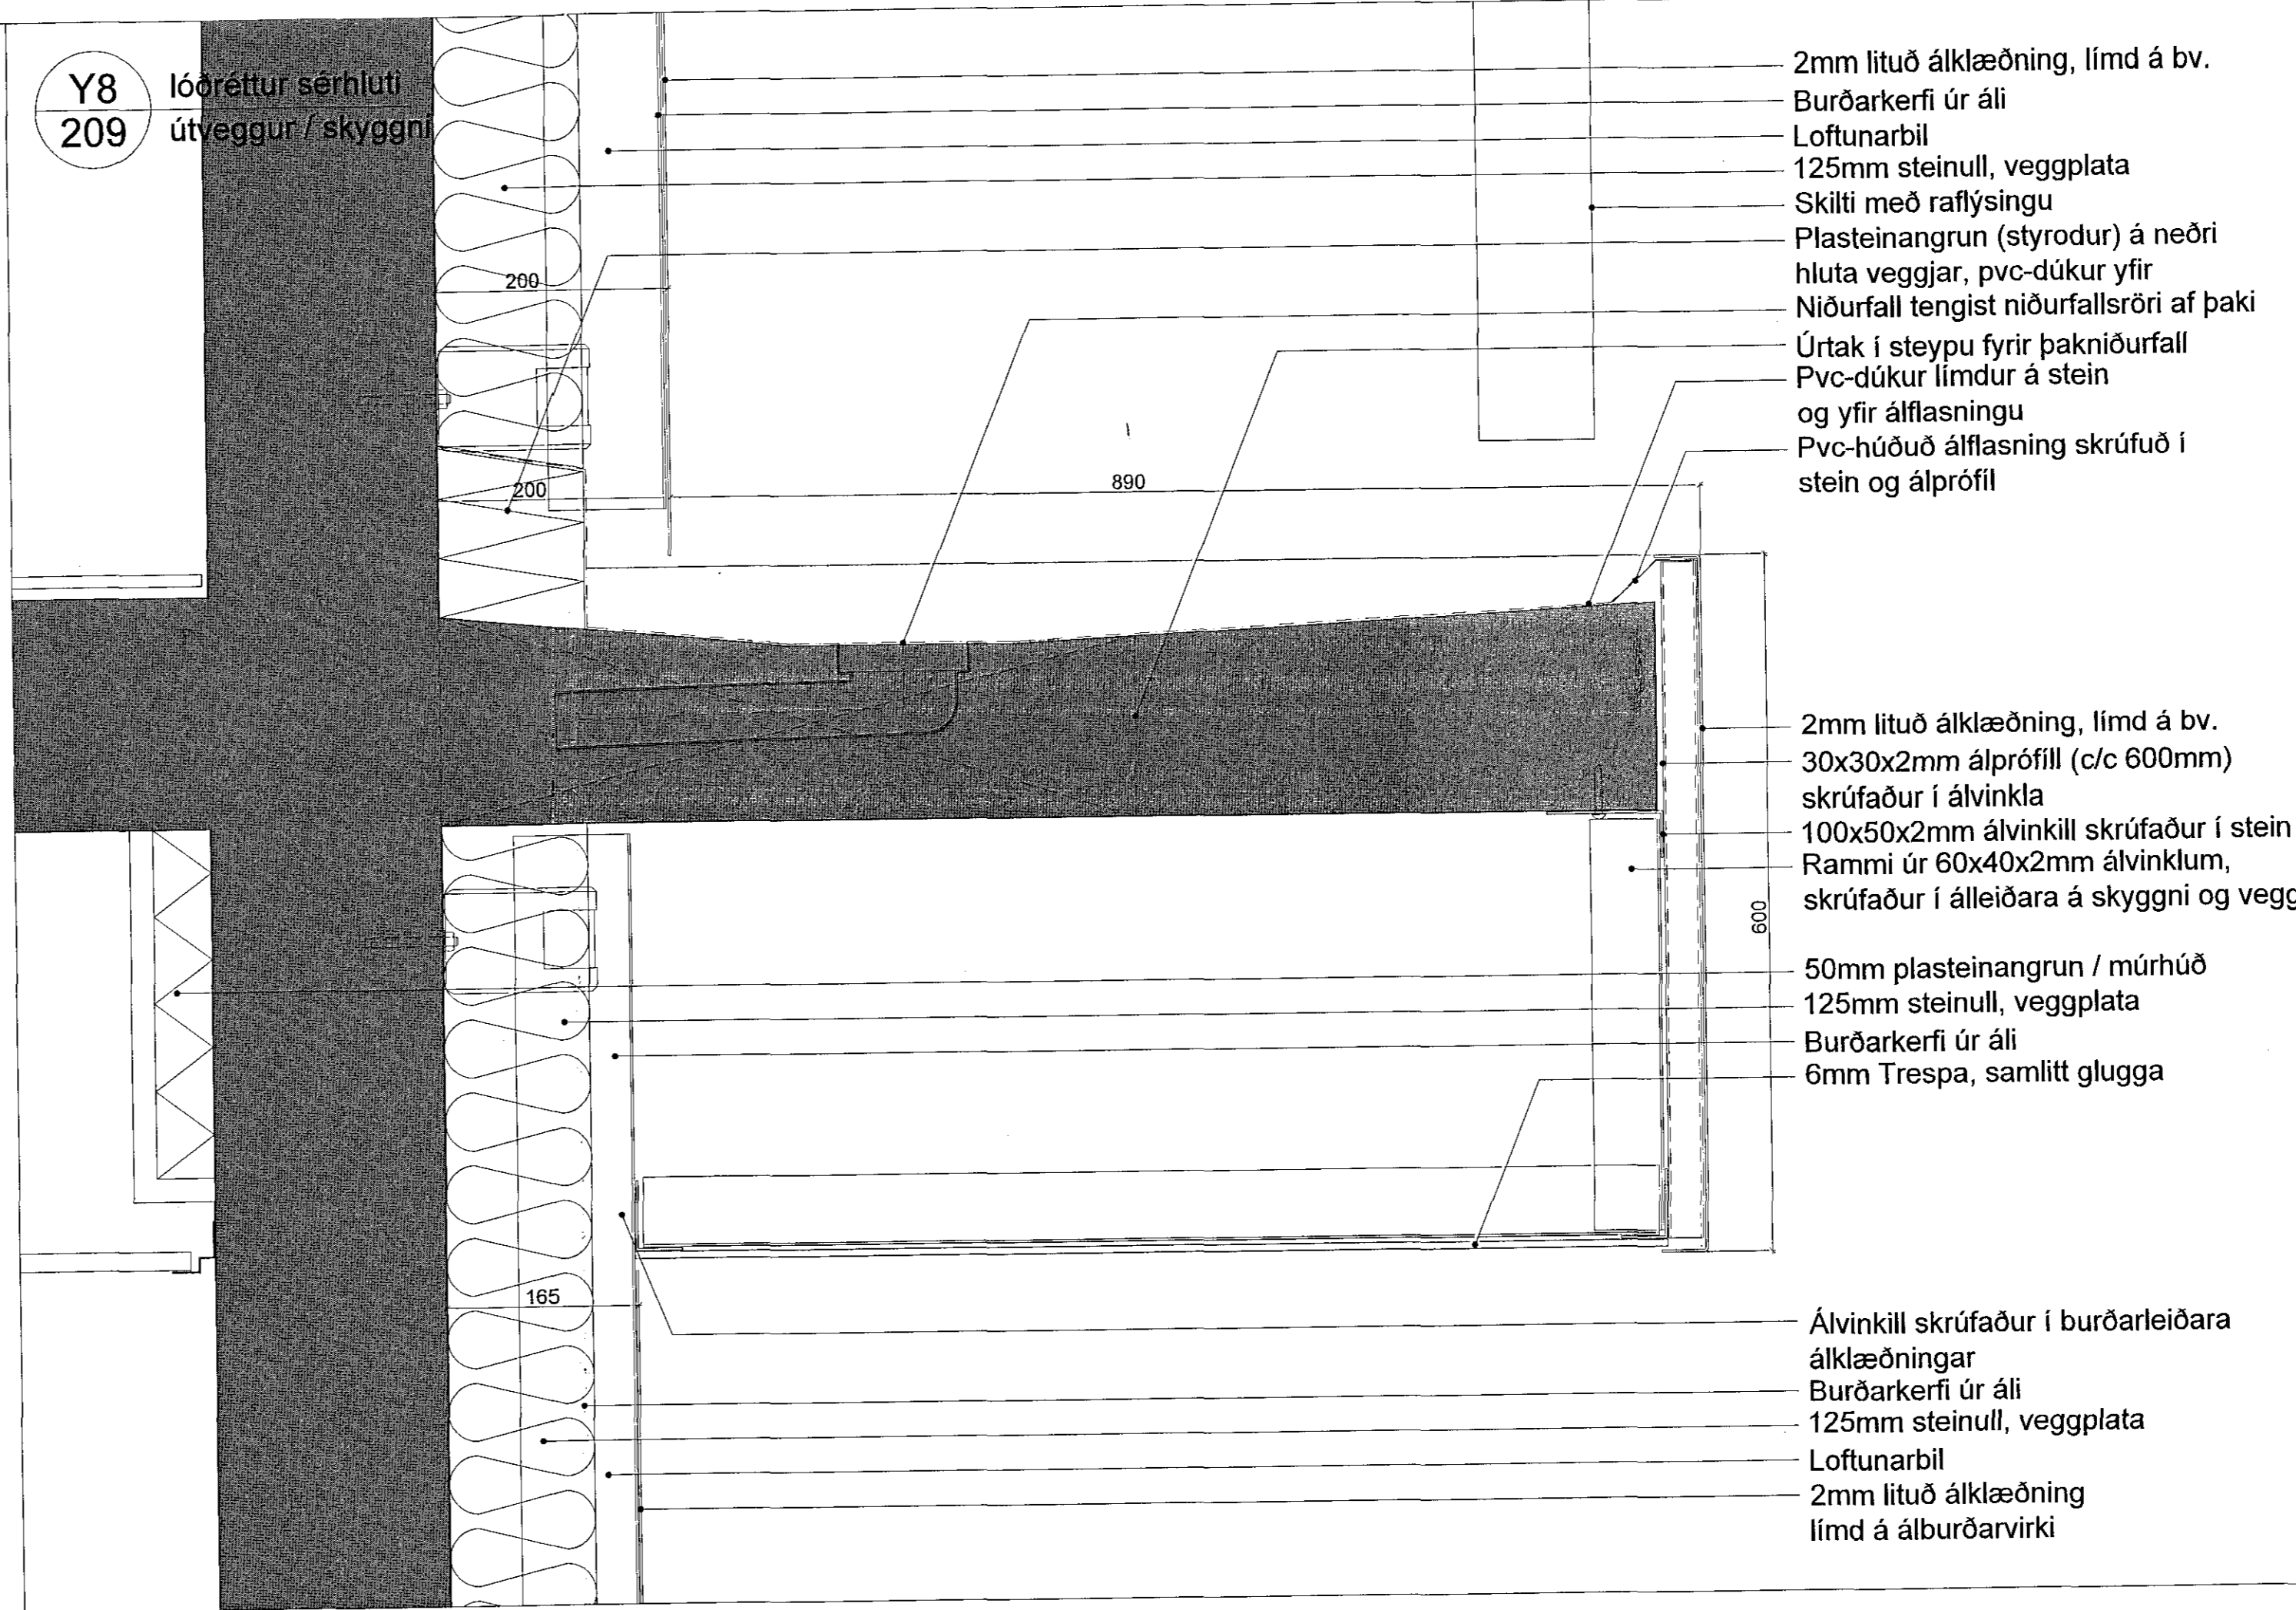 Y8
209
lóðréttur sérhluti
útveggur / skyggni
2mm lituð álklæðning, límd á bv.
Burðarkerfi úr áli
Loftunarbil
125mm steinull, veggplata
Skilti með raflýsingu
Plasteinangrun (styrodur) á neðri
hluta veggjar, pvc-dúkur yfir
Niðurfall tengist niðurfallsröri af þaki
Úrtak í steypu fyrir þakniðurfall
Pvc-dúkur límdur á stein
og yfir álflasningu
Pvc-húðuð álflasning skrúfuð í
stein og álprófíl
200
200
890
2mm lituð álklæðning, límd á bv.
30x30x2mm álprófíll (c/c 600mm)
skrúfaður í álvinkla
100x50x2mm álvinkill skrúfaður í stein
Rammi úr 60x40x2mm álvinklum,
skrúfaður í álleiðara á skyggni og vegg
600
50mm plasteinangrun / múrhúð
125mm steinull, veggplata
Burðarkerfi úr áli
6mm Trespa, samlitt glugga
165
Álvinkill skrúfaður í burðarleiðara
álklæðningar
Burðarkerfi úr áli
125mm steinull, veggplata
Loftunarbil
2mm lituð álklæðning
límd á álburðarvirki